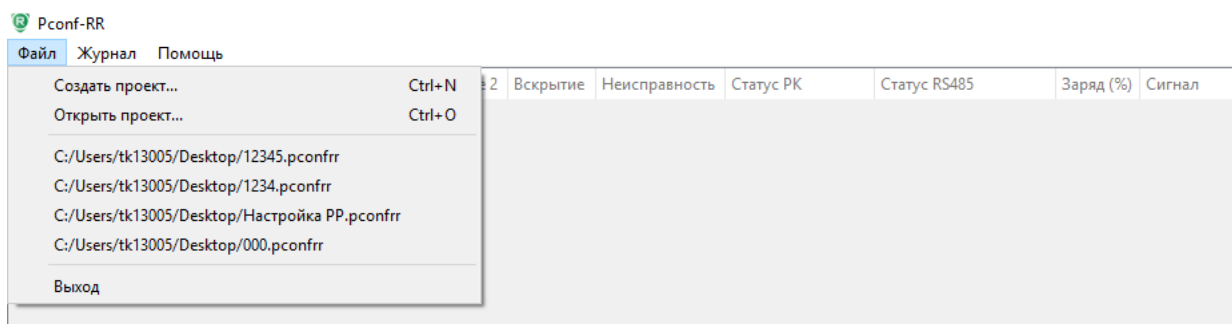 Pconf-RR
Файл Журнал Помощь
2 Вскрытие Неисправность Статус РК Статус RS485 Заряд (%) Сигнал
Создать проект... Ctrl+N
Открыть проект... Ctrl+O
C:/Users/tk13005/Desktop/12345.pconfrr
C:/Users/tk13005/Desktop/1234.pconfrr
C:/Users/tk13005/Desktop/Настройка РР.pconfrr
C:/Users/tk13005/Desktop/000.pconfrr
Выход